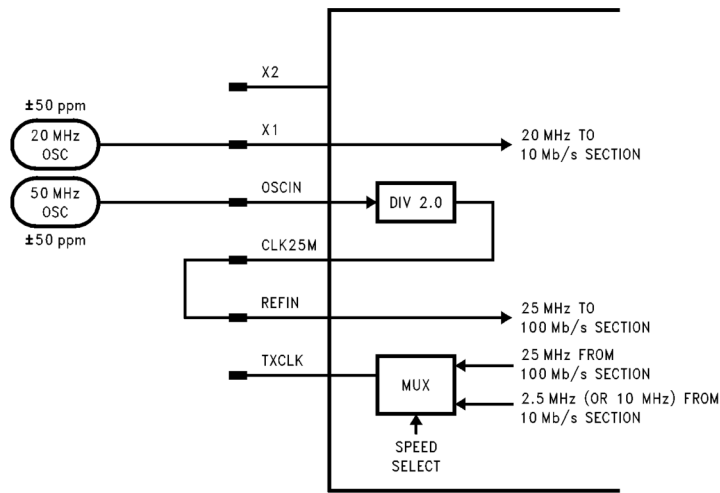 X2
±50 ppm
20 MHz
OSC
X1
20 MHz TO
10 Mb/s SECTION
50 MHz
OSC
±50 ppm
OSCIN
DIV 2.0
CLK25M
REFIN
25 MHz TO
100 Mb/s SECTION
TXCLK
MUX
25 MHz FROM
100 Mb/s SECTION
2.5 MHz (OR 10 MHz) FROM
10 Mb/s SECTION
SPEED
SELECT